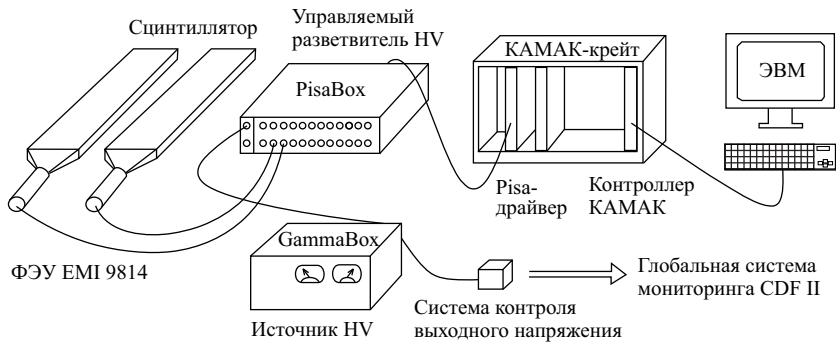 Сцинтиллятор
Управляемый
разветвитель HV
PisaBox
КАМАК-крейт
ЭВМ
Pisa-
драйвер
Контроллер
КАМАК
ФЭУ EMI 9814
GammaBox
Источник HV
Система контроля
выходного напряжения
Глобальная система
мониторинга CDF II